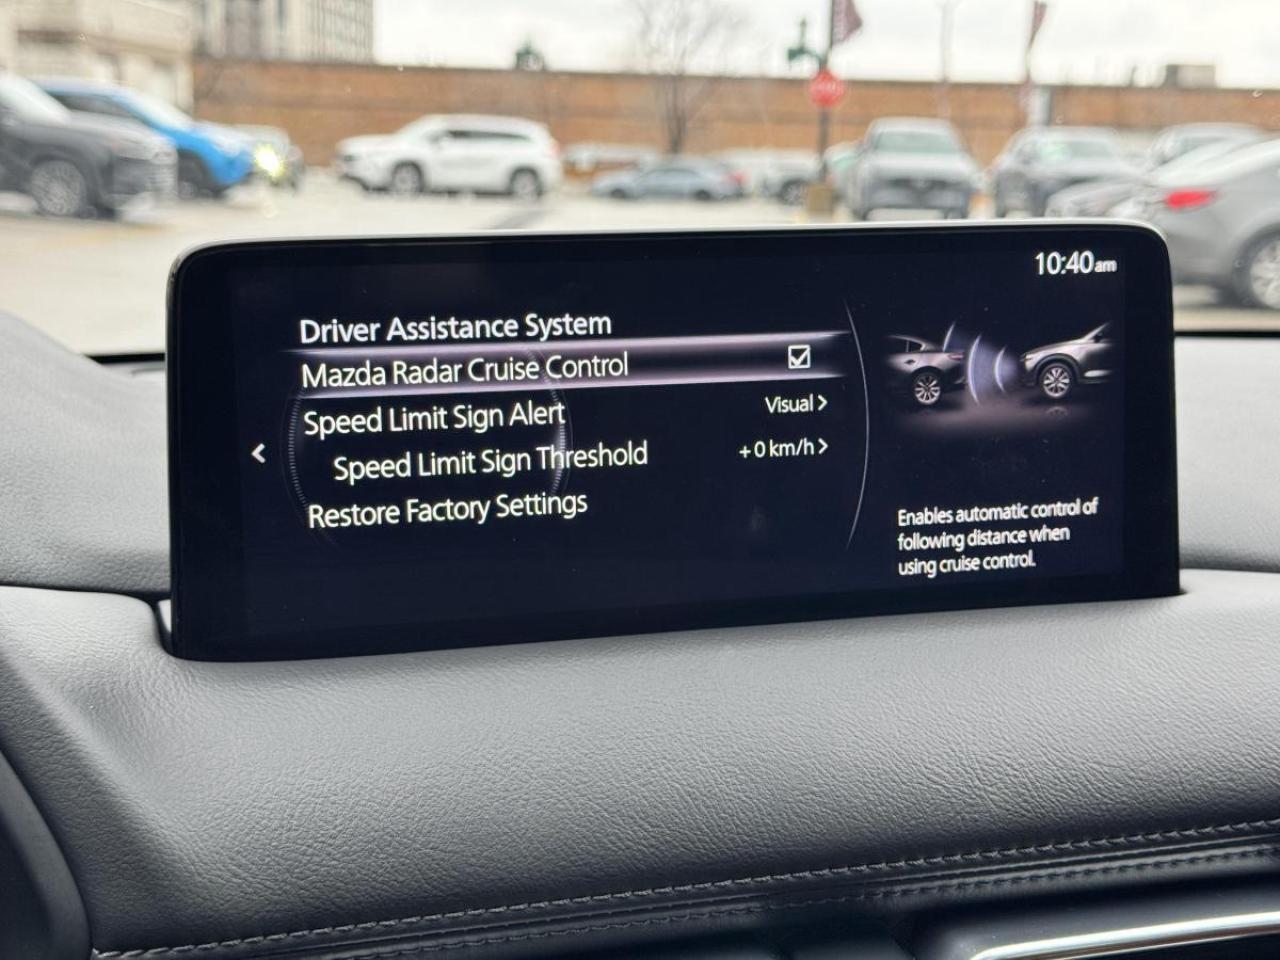 10:40am
Driver Assistance System
Mazda Radar Cruise Control
Speed Limit Sign Alert Visual >
Speed Limit Sign Threshold +0 km/h >
Restore Factory Settings
<
Enables automatic control of
following distance when
using cruise control.